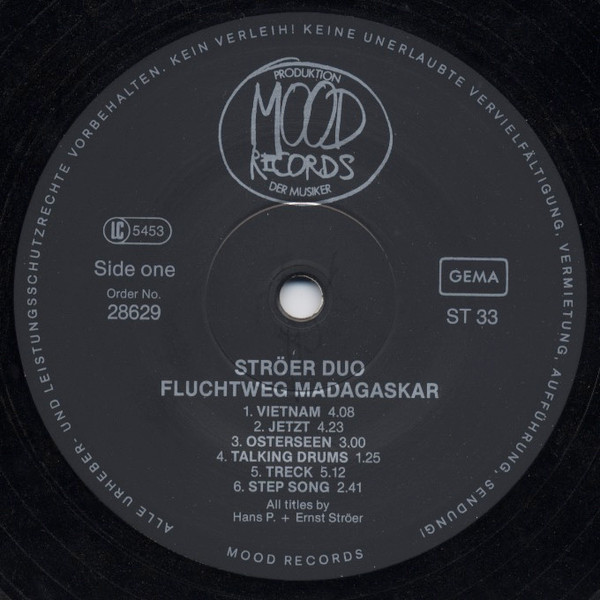 ALLE URHEBER- UND LEISTUNGSSCHUTZRECHTE VORBEHALTEN. KEIN VERLEIH! KEINE UNERLAUBTE VERVIELFÄLTIGUNG, VERMIETUNG, AUFFÜHRUNG, SENDUNG!
PRODUKTION
MOOD
RECORDS
DER MUSIKER
LC 5453
Side one
Order No.
28629
GEMA
ST 33
STRÖER DUO
FLUCHTWEG MADAGASKAR
1. VIETNAM 4.08
2. JETZT 4.23
3. OSTERSEEN 3.00
4. TALKING DRUMS 1.25
5. TRECK 5.12
6. STEP SONG 2.41
All titles by
Hans P. + Ernst Ströer
MOOD RECORDS